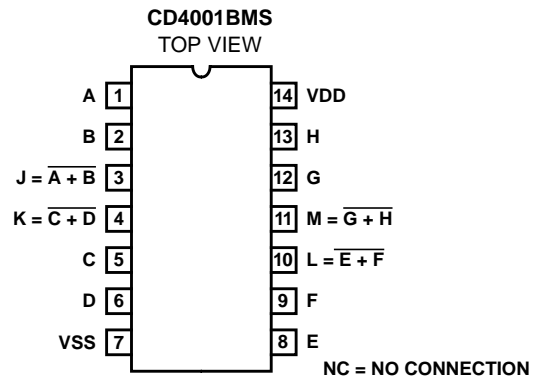 CD4001BMS
TOP VIEW
A 1 14 VDD
B 2 13 H
J = A + B 3 12 G
K = C + D 4 11 M = G + H
C 5 10 L = E + F
D 6 9 F
VSS 7 8 E
NC = NO CONNECTION